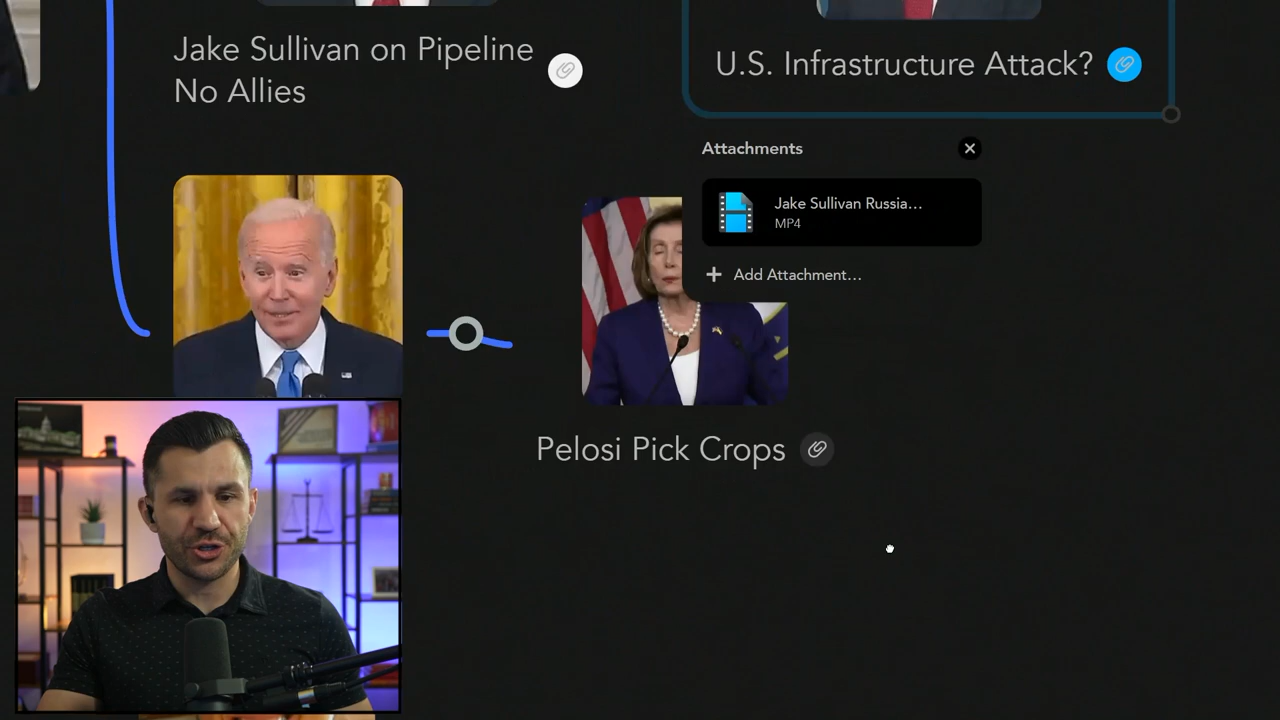 Jake Sullivan on Pipeline
No Allies
U.S. Infrastructure Attack?
Attachments
Jake Sullivan Russia…
MP4
Add Attachment…
Pelosi Pick Crops